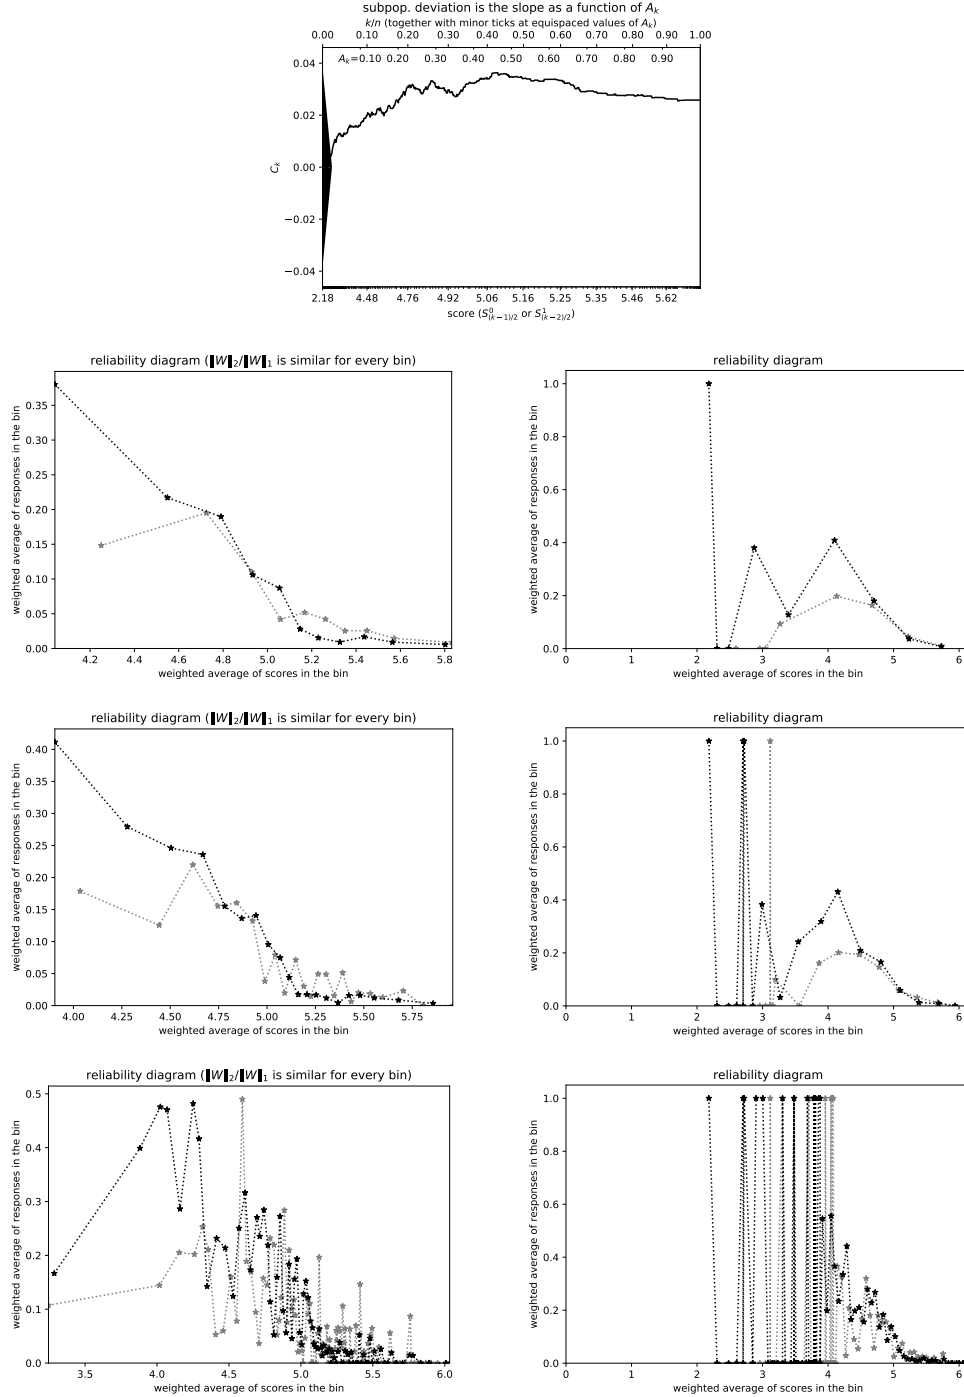 subpop. deviation is the slope as a function of A_k
k/n (together with minor ticks at equispaced values of A_k)
0.00 0.10 0.20 0.30 0.40 0.50 0.60 0.70 0.80 0.90 1.00
A_k=0.10 0.20 0.30 0.40 0.50 0.60 0.70 0.80 0.90
0.04
0.02
0.00
−0.02
−0.04
C_k
2.18 4.48 4.76 4.92 5.06 5.16 5.25 5.35 5.46 5.62
score (S^0_{(k−1)/2} or S^1_{(k−2)/2})
reliability diagram (‖W‖_2/‖W‖_1 is similar for every bin)
weighted average of responses in the bin
0.35
0.30
0.25
0.20
0.15
0.10
0.05
0.00
4.2 4.4 4.6 4.8 5.0 5.2 5.4 5.6 5.8
weighted average of scores in the bin
reliability diagram
weighted average of responses in the bin
1.0
0.8
0.6
0.4
0.2
0.0
0 1 2 3 4 5 6
weighted average of scores in the bin
reliability diagram (‖W‖_2/‖W‖_1 is similar for every bin)
weighted average of responses in the bin
0.40
0.35
0.30
0.25
0.20
0.15
0.10
0.05
0.00
4.00 4.25 4.50 4.75 5.00 5.25 5.50 5.75
weighted average of scores in the bin
reliability diagram
weighted average of responses in the bin
1.0
0.8
0.6
0.4
0.2
0.0
0 1 2 3 4 5 6
weighted average of scores in the bin
reliability diagram (‖W‖_2/‖W‖_1 is similar for every bin)
weighted average of responses in the bin
0.5
0.4
0.3
0.2
0.1
0.0
3.5 4.0 4.5 5.0 5.5 6.0
weighted average of scores in the bin
reliability diagram
weighted average of responses in the bin
1.0
0.8
0.6
0.4
0.2
0.0
0 1 2 3 4 5 6
weighted average of scores in the bin